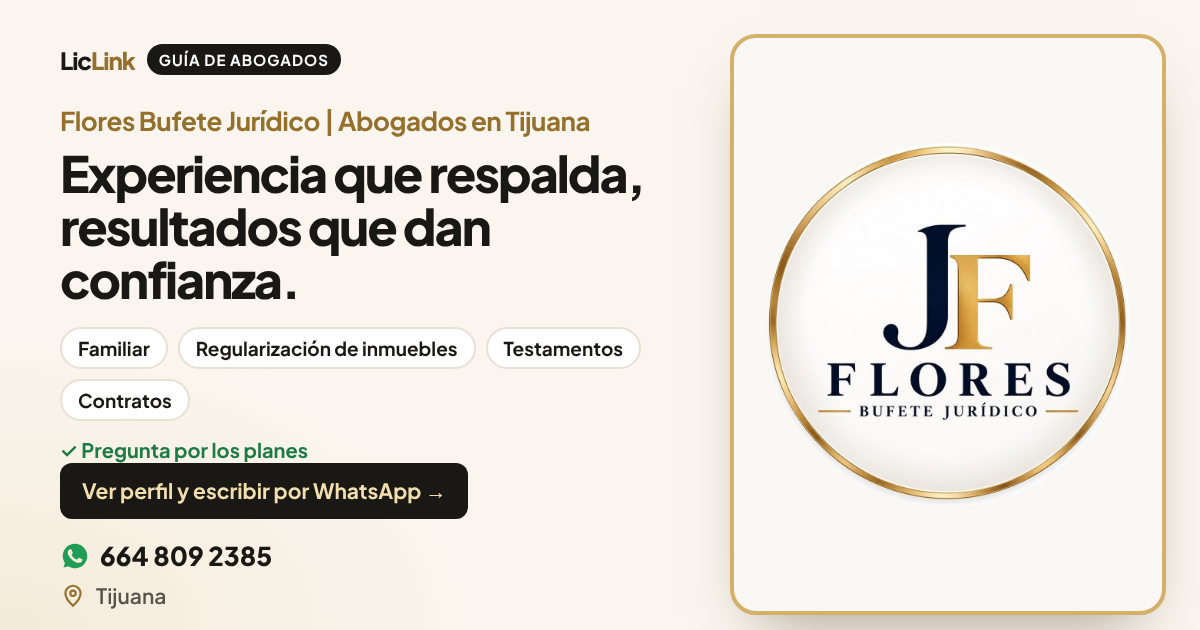 LicLink GUÍA DE ABOGADOS
Flores Bufete Jurídico | Abogados en Tijuana
Experiencia que respalda,
resultados que dan
confianza.
Familiar Regularización de inmuebles Testamentos
Contratos
✓ Pregunta por los planes
Ver perfil y escribir por WhatsApp →
664 809 2385
Tijuana
JF
FLORES
BUFETE JURÍDICO